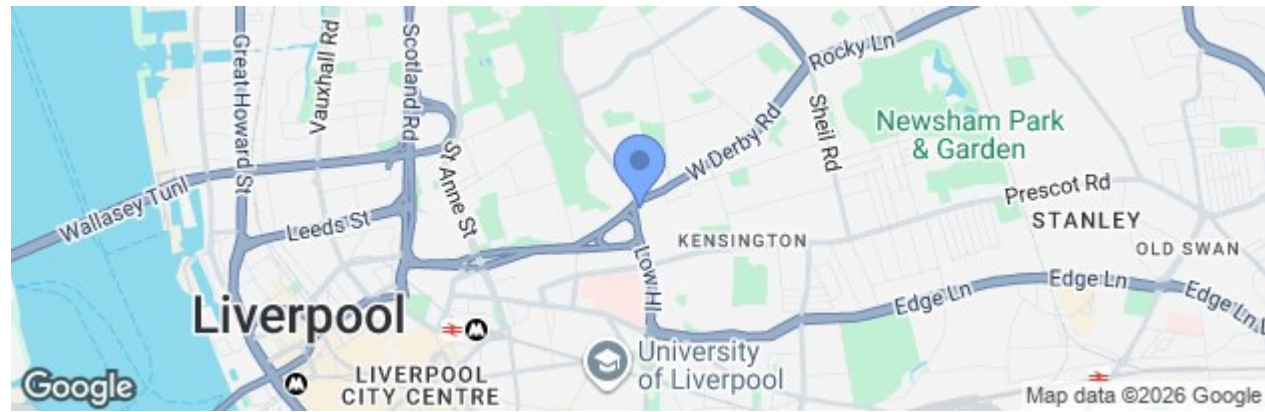 Great Howard St
Vauxhall Rd
Scotland Rd
St Anne St
Rocky Ln
W Derby Rd
Sheil Rd
Newsham Park
& Garden
Prescot Rd
Wallasey Tunl
Leeds St
STANLEY
KENSINGTON
OLD SWAN
Low Hl
Edge Ln
Edge Ln
Edge Ln
Liverpool
University
of Liverpool
LIVERPOOL
CITY CENTRE
Google
Map data ©2026 Google